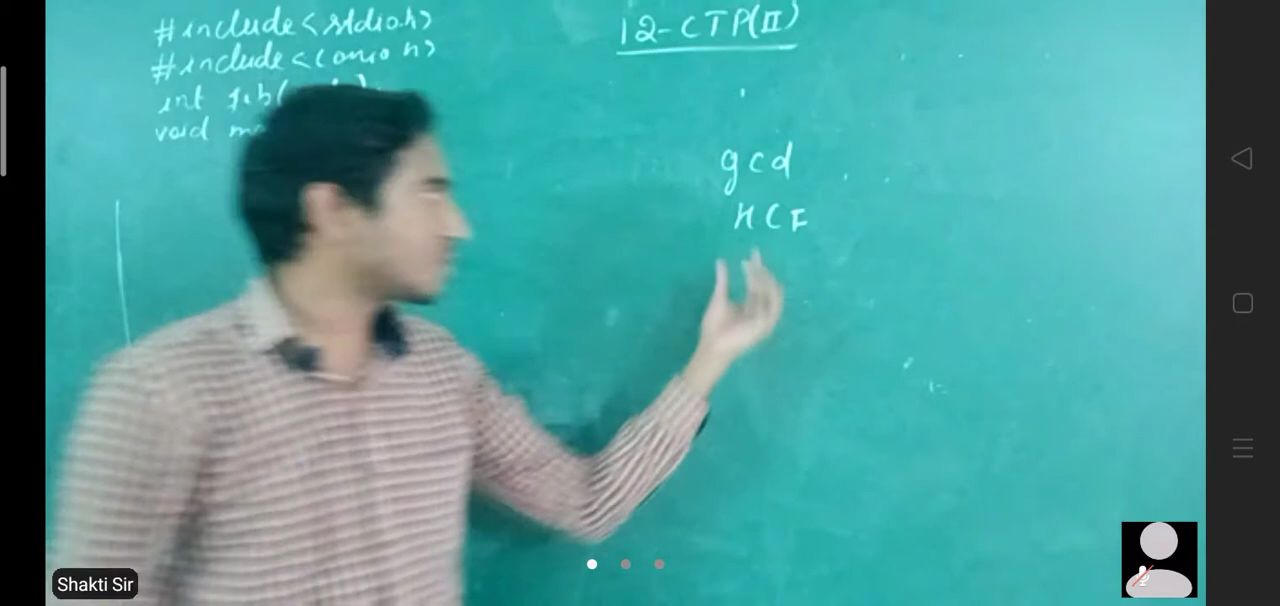 #include<stdio.h>
#include<conio.h>
int
void
12-CTP(II)
gcd
HCF
Shakti Sir